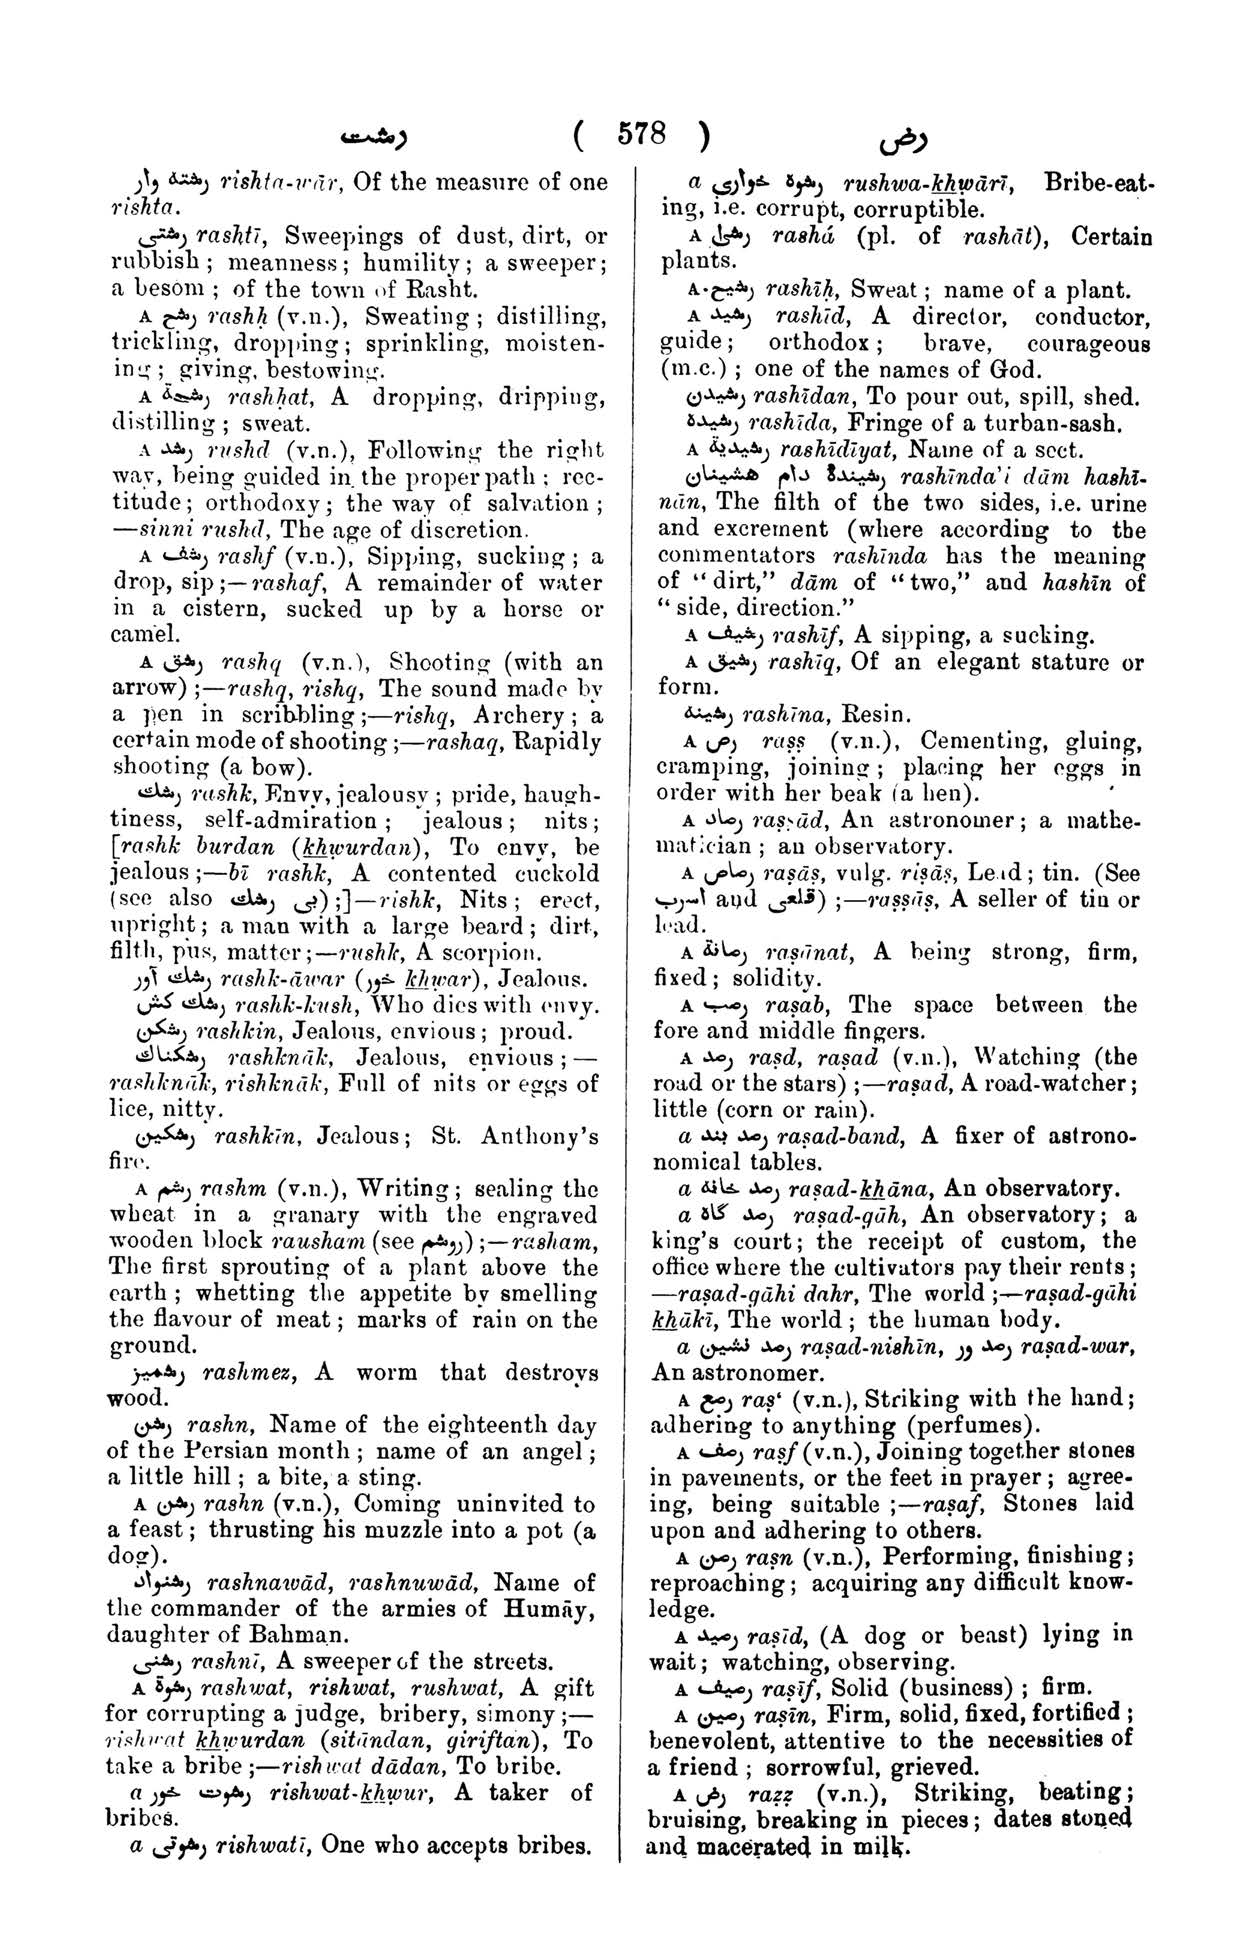 رشت ( 578 ) رض
رشته وار rishta-wār, Of the measure of one
rishta.
رشتی rashtī, Sweepings of dust, dirt, or
rubbish ; meanness ; humility ; a sweeper ;
a besom ; of the town of Rasht.
A رشح rashḥ (v.n.), Sweating ; distilling,
trickling, dropping ; sprinkling, moisten-
ing ; giving, bestowing.
A رشحة rashḥat, A dropping, dripping,
distilling ; sweat.
A رشد rushd (v.n.), Following the right
way, being guided in the proper path ; rec-
titude ; orthodoxy ; the way of salvation ;
—sinni rushd, The age of discretion.
A رشف rashf (v.n.), Sipping, sucking ; a
drop, sip ;—rashaf, A remainder of water
in a cistern, sucked up by a horse or
camel.
A رشق rashq (v.n.), Shooting (with an
arrow) ;—rashq, rishq, The sound made by
a pen in scribbling ;—rishq, Archery ; a
certain mode of shooting ;—rashaq, Rapidly
shooting (a bow).
رشك rashk, Envy, jealousy ; pride, haugh-
tiness, self-admiration ; jealous ; nits ;
[rashk burdan (khwurdan), To envy, be
jealous ;—bī rashk, A contented cuckold
(see also بی رشك) ;]—rishk, Nits ; erect,
upright ; a man with a large beard ; dirt,
filth, pus, matter ;—rushk, A scorpion.
رشك آور rashk-āwar (خور khwar), Jealous.
رشك كش rashk-kush, Who dies with envy.
رشكن rashkin, Jealous, envious ; proud.
رشكناك rashknāk, Jealous, envious ; —
rashknāk, rishknāk, Full of nits or eggs of
lice, nitty.
رشكين rashkīn, Jealous ; St. Anthony's
fire.
A رشم rashm (v.n.), Writing ; sealing the
wheat in a granary with the engraved
wooden block rausham (see روشم) ;—rasham,
The first sprouting of a plant above the
earth ; whetting the appetite by smelling
the flavour of meat ; marks of rain on the
ground.
رشميز rashmez, A worm that destroys
wood.
رشن rashn, Name of the eighteenth day
of the Persian month ; name of an angel ;
a little hill ; a bite, a sting.
A رشن rashn (v.n.), Coming uninvited to
a feast ; thrusting his muzzle into a pot (a
dog).
رشنواد rashnawād, rashnuwād, Name of
the commander of the armies of Humāy,
daughter of Bahman.
رشنی rashnī, A sweeper of the streets.
A رشوة rashwat, rishwat, rushwat, A gift
for corrupting a judge, bribery, simony ;—
rishwat khwurdan (sitāndan, giriftan), To
take a bribe ;—rishwat dādan, To bribe.
a رشوت خور rishwat-khwur, A taker of
bribes.
a رشوتی rishwatī, One who accepts bribes.
a رشوه خواری rushwa-khwārī, Bribe-eat-
ing, i.e. corrupt, corruptible.
A رشیل rashá (pl. of rashāt), Certain
plants.
A رشيح rashīḥ, Sweat ; name of a plant.
A رشيد rashīd, A director, conductor,
guide ; orthodox ; brave, courageous
(m.c.) ; one of the names of God.
رشيدن rashīdan, To pour out, spill, shed.
رشيده rashīda, Fringe of a turban-sash.
A رشيدية rashīdīyat, Name of a sect.
رشيندۀ دام هشينان rashīnda'i dām hashī-
nān, The filth of the two sides, i.e. urine
and excrement (where according to the
commentators rashīnda has the meaning
of "dirt," dām of "two," and hashīn of
"side, direction."
A رشيف rashīf, A sipping, a sucking.
A رشيق rashīq, Of an elegant stature or
form.
رشينه rashīna, Resin.
A رص raṣṣ (v.n.), Cementing, gluing,
cramping, joining ; placing her eggs in
order with her beak (a hen).
A رصاد raṣṣād, An astronomer ; a mathe-
matician ; an observatory.
A رصاص raṣāṣ, vulg. riṣāṣ, Lead ; tin. (See
اسرب and قلعی) ;—raṣṣāṣ, A seller of tin or
lead.
A رصانة raṣānat, A being strong, firm,
fixed ; solidity.
A رصب raṣab, The space between the
fore and middle fingers.
A رصد raṣd, raṣad (v.n.), Watching (the
road or the stars) ;—raṣad, A road-watcher ;
little (corn or rain).
a رصد بند raṣad-band, A fixer of astrono-
nomical tables.
a رصد خانه raṣad-khāna, An observatory.
a رصد گاه raṣad-gāh, An observatory ; a
king's court ; the receipt of custom, the
office where the cultivators pay their rents ;
—raṣad-gāhi dahr, The world ;—raṣad-gāhi
khākī, The world ; the human body.
a رصد نشين raṣad-nishīn, رصد ور raṣad-war,
An astronomer.
A رصع raṣ‘ (v.n.), Striking with the hand ;
adhering to anything (perfumes).
A رصف raṣf (v.n.), Joining together stones
in pavements, or the feet in prayer ; agree-
ing, being suitable ;—raṣaf, Stones laid
upon and adhering to others.
A رصن raṣn (v.n.), Performing, finishing ;
reproaching ; acquiring any difficult know-
ledge.
A رصيد raṣīd, (A dog or beast) lying in
wait ; watching, observing.
A رصيف raṣīf, Solid (business) ; firm.
A رصين raṣīn, Firm, solid, fixed, fortified ;
benevolent, attentive to the necessities of
a friend ; sorrowful, grieved.
A رض raẓẓ (v.n.), Striking, beating ;
bruising, breaking in pieces ; dates stoned
and macerated in milk.